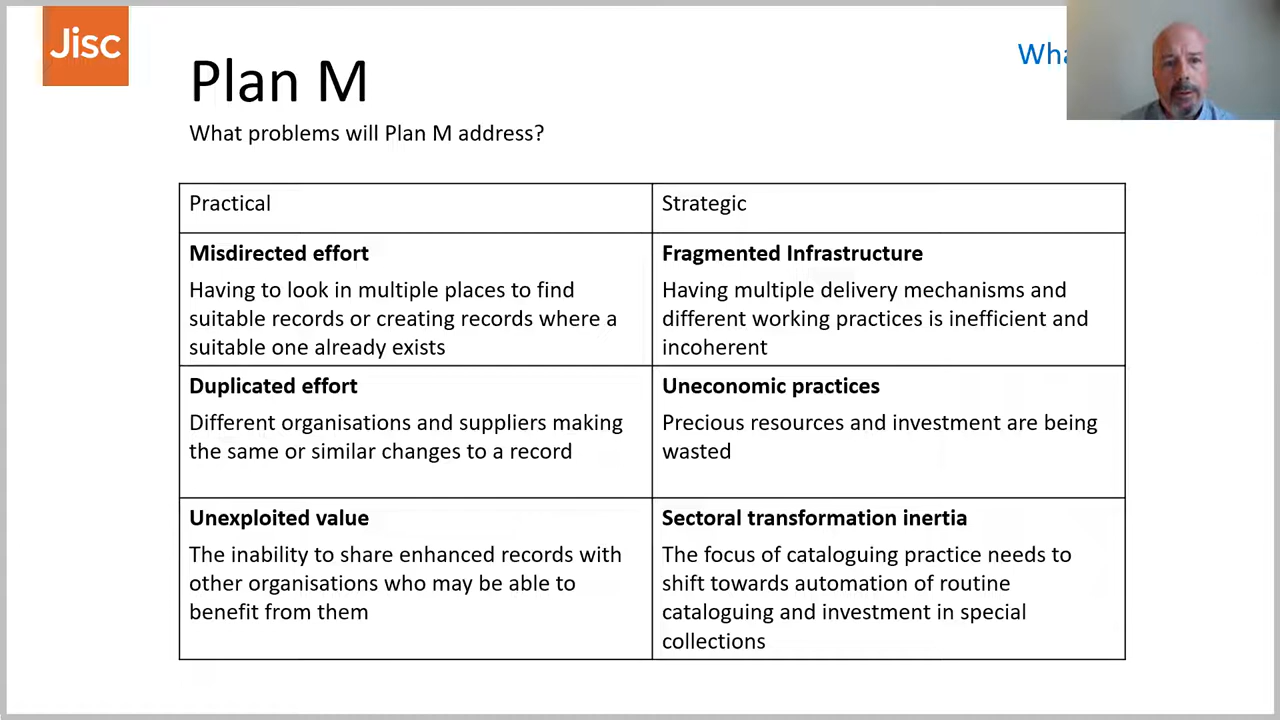 Jisc
Plan M
What problems will Plan M address?
Practical
Strategic
Misdirected effort
Having to look in multiple places to find
suitable records or creating records where a
suitable one already exists
Fragmented Infrastructure
Having multiple delivery mechanisms and
different working practices is inefficient and
incoherent
Duplicated effort
Different organisations and suppliers making
the same or similar changes to a record
Uneconomic practices
Precious resources and investment are being
wasted
Unexploited value
The inability to share enhanced records with
other organisations who may be able to
benefit from them
Sectoral transformation inertia
The focus of cataloguing practice needs to
shift towards automation of routine
cataloguing and investment in special
collections